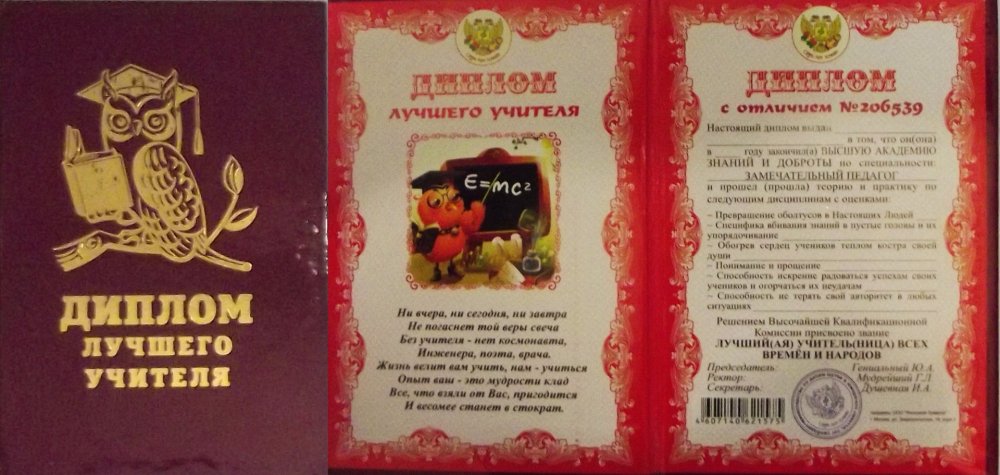 ДИПЛОМ
ЛУЧШЕГО
УЧИТЕЛЯ
ДИПЛОМ
ЛУЧШЕГО УЧИТЕЛЯ
E=mc²
Ни вчера, ни сегодня, ни завтра
Не погаснет той веры свеча
Без учителя - нет космонавта,
Инженера, поэта, врача.
Жизнь велит вам учить, нам - учиться
Опыт ваш - это мудрости клад
Все, что взяли от Вас, пригодится
И весомее станет в стократ.
ДИПЛОМ
с отличием №206539
Настоящий диплом выдан
в том, что он(она)
в ____ году закончил(а) ВЫСШУЮ АКАДЕМИЮ
ЗНАНИЙ И ДОБРОТЫ по специальности:
ЗАМЕЧАТЕЛЬНЫЙ ПЕДАГОГ
и прошел (прошла) теорию и практику по
следующим дисциплинам с оценками:
– Превращение оболтусов в Настоящих Людей
– Специфика вбивания знаний в пустые головы и их
упорядочивание
– Обогрев сердец учеников теплом костра своей
души
– Понимание и прощение
– Способность искренне радоваться успехам своих
учеников и огорчаться их неудачам
– Способность не терять свой авторитет в любых
ситуациях
Решением Высочайшей Квалификационной
Комиссии присвоено звание
ЛУЧШИЙ(АЯ) УЧИТЕЛЬ(НИЦА) ВСЕХ
ВРЕМЁН И НАРОДОВ
Председатель: Гениальный Ю.А.
Ректор: Мудрейший Г.Л.
Секретарь: Душевная И.А.
4607140621575